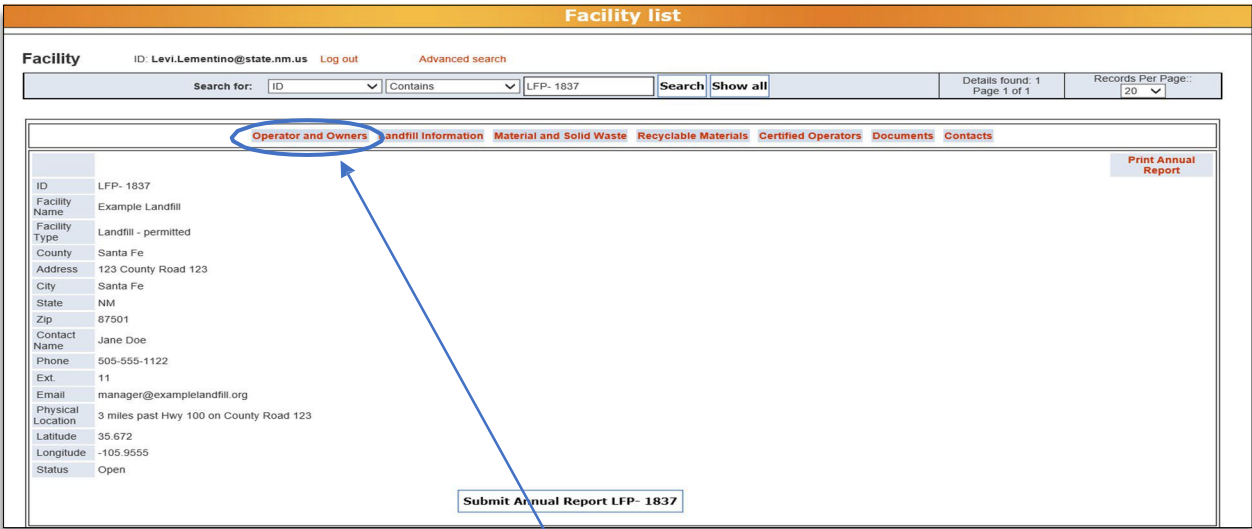 Facility list
Facility ID: Levi.Lementino@state.nm.us Log out Advanced search
Search for: ID Contains LFP- 1837 Search Show all Details found: 1 Records Per Page::
Page 1 of 1 20
Operator and Owners Landfill Information Material and Solid Waste Recyclable Materials Certified Operators Documents Contacts
Print Annual
Report
ID LFP- 1837
Facility
Name Example Landfill
Facility
Type Landfill - permitted
County Santa Fe
Address 123 County Road 123
City Santa Fe
State NM
Zip 87501
Contact
Name Jane Doe
Phone 505-555-1122
Ext. 11
Email manager@examplelandfill.org
Physical
Location 3 miles past Hwy 100 on County Road 123
Latitude 35.672
Longitude -105.9555
Status Open
Submit Annual Report LFP- 1837